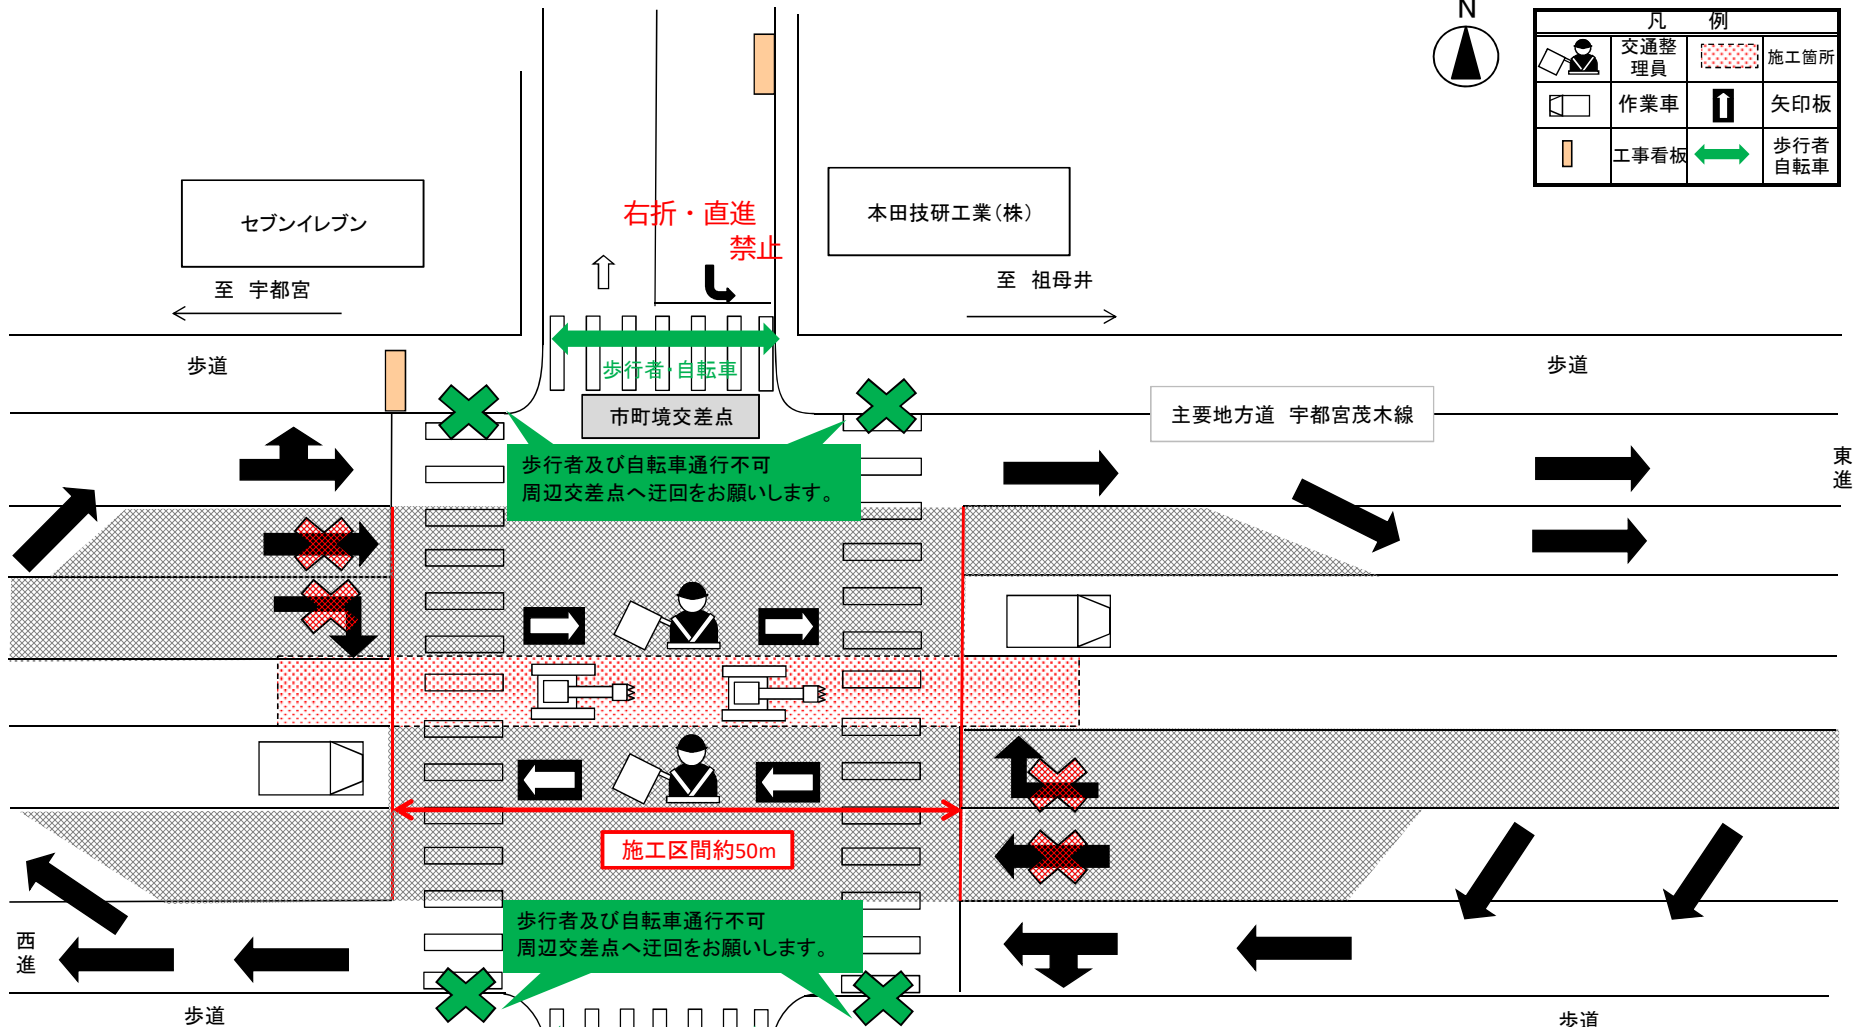 N
凡　例
交通整
理員
施工箇所
作業車
矢印板
工事看板
歩行者
自転車
セブンイレブン
右折・直進
禁止
本田技研工業(株)
至　宇都宮
至　祖母井
歩道
歩行者・自転車
歩道
市町境交差点
主要地方道　宇都宮茂木線
歩行者及び自転車通行不可
周辺交差点へ迂回をお願いします。
東
進
施工区間約50m
歩行者及び自転車通行不可
周辺交差点へ迂回をお願いします。
西
進
歩道
歩道